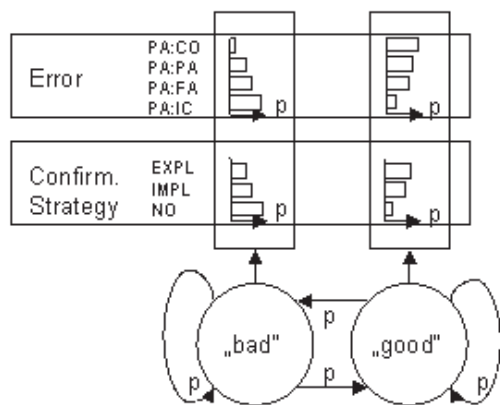 Error
PA:CO
PA:PA
PA:FA
PA:IC
p
p
Confirm.
Strategy
EXPL
IMPL
NO
p
p
„bad"
„good"
p
p
p
p